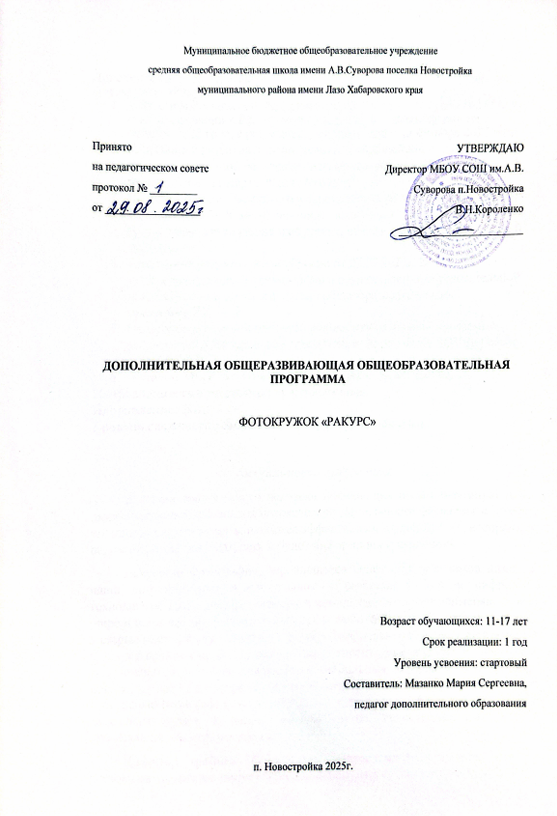 Муниципальное бюджетное общеобразовательное учреждение
средняя общеобразовательная школа имени А.В.Суворова поселка Новостройка
муниципального района имени Лазо Хабаровского края
Принято
на педагогическом совете
протокол № 1
от 29.08.2025г
УТВЕРЖДАЮ
Директор МБОУ СОШ им.А.В.
Суворова п.Новостройка
В.Н.Короленко
ДОПОЛНИТЕЛЬНАЯ ОБЩЕРАЗВИВАЮЩАЯ ОБЩЕОБРАЗОВАТЕЛЬНАЯ
ПРОГРАММА
ФОТОКРУЖОК «РАКУРС»
Возраст обучающихся: 11-17 лет
Срок реализации: 1 год
Уровень усвоения: стартовый
Составитель: Мазанко Мария Сергеевна,
педагог дополнительного образования
п. Новостройка 2025г.